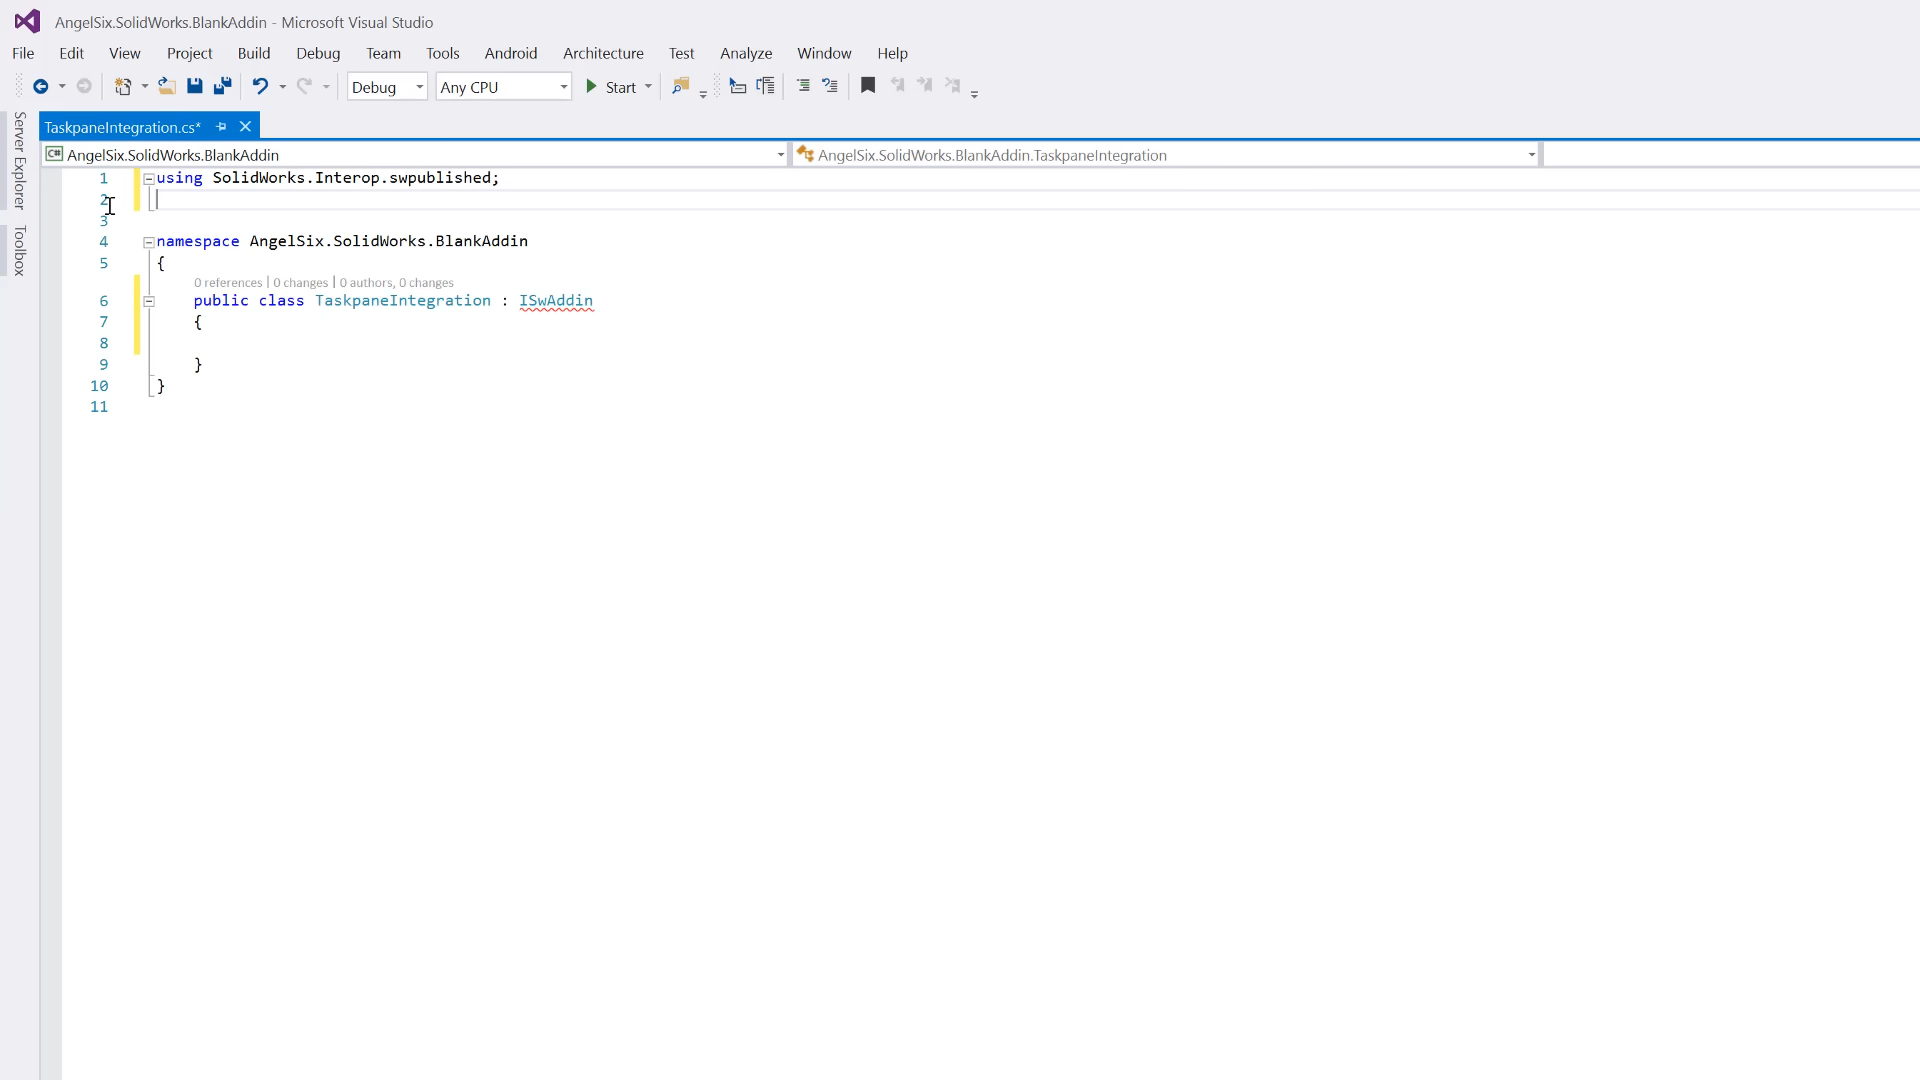 AngelSix.SolidWorks.BlankAddin - Microsoft Visual Studio
File Edit View Project Build Debug Team Tools Android Architecture Test Analyze Window Help
Debug Any CPU Start
Server Explorer
Toolbox
TaskpaneIntegration.cs*
C# AngelSix.SolidWorks.BlankAddin AngelSix.SolidWorks.BlankAddin.TaskpaneIntegration
1 using SolidWorks.Interop.swpublished;
2
3
4 namespace AngelSix.SolidWorks.BlankAddin
5 {
0 references | 0 changes | 0 authors, 0 changes
6 public class TaskpaneIntegration : ISwAddin
7 {
8
9 }
10 }
11